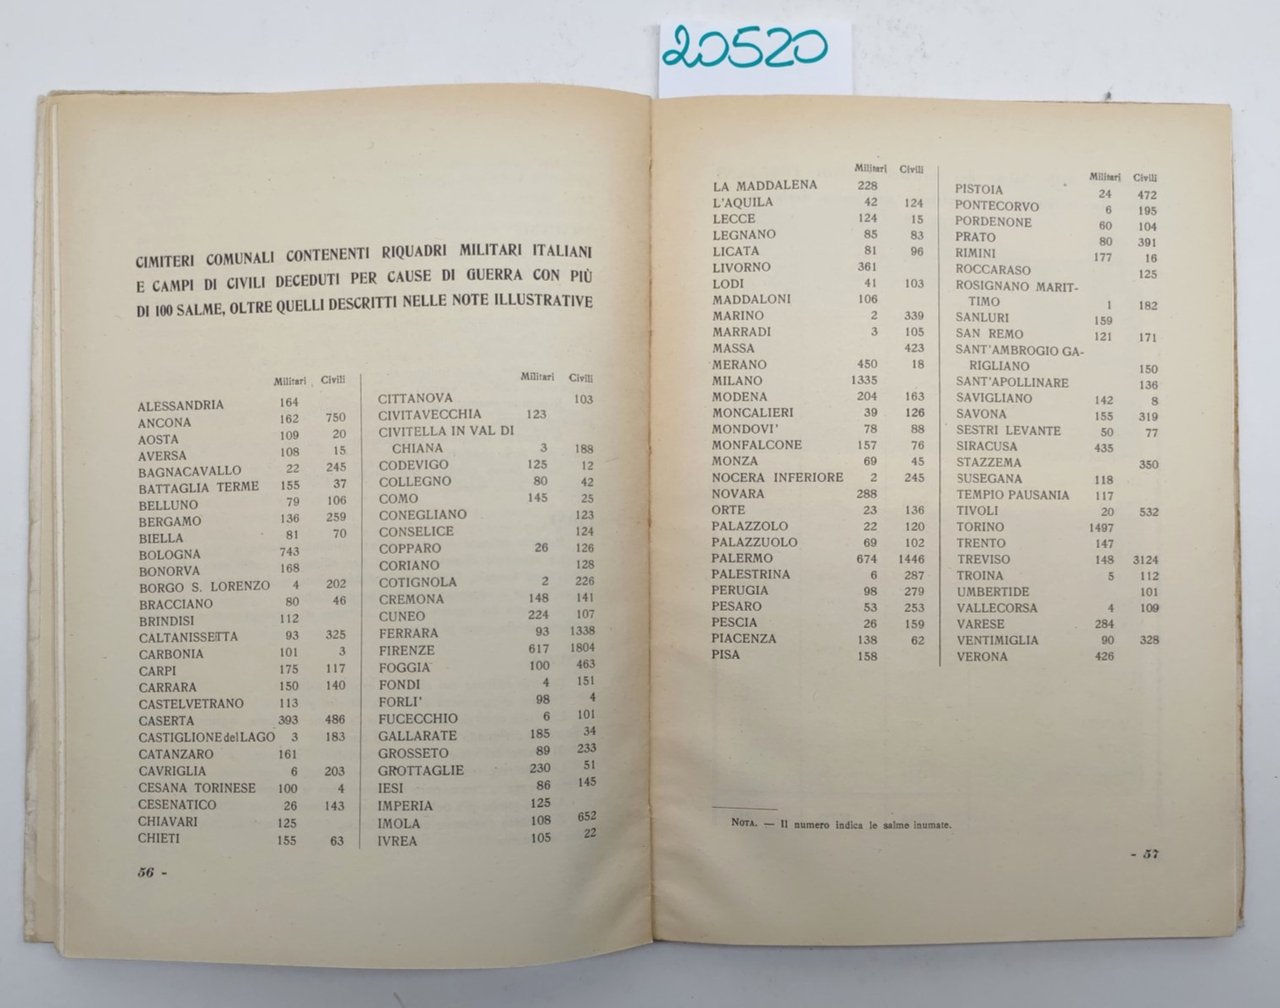 20520
CIMITERI COMUNALI CONTENENTI RIQUADRI MILITARI ITALIANI
E CAMPI DI CIVILI DECEDUTI PER CAUSE DI GUERRA CON PIÙ
DI 100 SALME, OLTRE QUELLI DESCRITTI NELLE NOTE ILLUSTRATIVE
Militari Civili
ALESSANDRIA 164
ANCONA 162 750
AOSTA 109 20
AVERSA 108 15
BAGNACAVALLO 22 245
BATTAGLIA TERME 155 37
BELLUNO 79 106
BERGAMO 136 259
BIELLA 81 70
BOLOGNA 743
BONORVA 168
BORGO S. LORENZO 4 202
BRACCIANO 80 46
BRINDISI 112
CALTANISSETTA 93 325
CARBONIA 101 3
CARPI 175 117
CARRARA 150 140
CASTELVETRANO 113
CASERTA 393 486
CASTIGLIONE del LAGO 3 183
CATANZARO 161
CAVRIGLIA 6 203
CESANA TORINESE 100 4
CESENATICO 26 143
CHIAVARI 125
CHIETI 155 63
Militari Civili
CITTANOVA 103
CIVITAVECCHIA 123
CIVITELLA IN VAL DI
CHIANA 3 188
CODEVIGO 125 12
COLLEGNO 80 42
COMO 145 25
CONEGLIANO 123
CONSELICE 124
COPPARO 26 126
CORIANO 128
COTIGNOLA 2 226
CREMONA 148 141
CUNEO 224 107
FERRARA 93 1338
FIRENZE 617 1804
FOGGIA 100 463
FONDI 4 151
FORLI' 98 4
FUCECCHIO 6 101
GALLARATE 185 34
GROSSETO 89 233
GROTTAGLIE 230 51
IESI 86 145
IMPERIA 125
IMOLA 108 652
IVREA 105 22
56 -
Militari Civili
LA MADDALENA 228
L'AQUILA 42 124
LECCE 124 15
LEGNANO 85 83
LICATA 81 96
LIVORNO 361
LODI 41 103
MADDALONI 106
MARINO 2 339
MARRADI 3 105
MASSA 423
MERANO 450 18
MILANO 1335
MODENA 204 163
MONCALIERI 39 126
MONDOVI' 78 88
MONFALCONE 157 76
MONZA 69 45
NOCERA INFERIORE 2 245
NOVARA 288
ORTE 23 136
PALAZZOLO 22 120
PALAZZUOLO 69 102
PALERMO 674 1446
PALESTRINA 6 287
PERUGIA 98 279
PESARO 53 253
PESCIA 26 159
PIACENZA 138 62
PISA 158
Militari Civili
PISTOIA 24 472
PONTECORVO 6 195
PORDENONE 60 104
PRATO 80 391
RIMINI 177 16
ROCCARASO 125
ROSIGNANO MARIT-
TIMO 1 182
SANLURI 159
SAN REMO 121 171
SANT'AMBROGIO GA-
RIGLIANO 150
SANT'APOLLINARE 136
SAVIGLIANO 142 8
SAVONA 155 319
SESTRI LEVANTE 50 77
SIRACUSA 435
STAZZEMA 350
SUSEGANA 118
TEMPIO PAUSANIA 117
TIVOLI 20 532
TORINO 1497
TRENTO 147
TREVISO 148 3124
TROINA 5 112
UMBERTIDE 101
VALLECORSA 4 109
VARESE 284
VENTIMIGLIA 90 328
VERONA 426
NOTA. — Il numero indica le salme inumate.
- 57